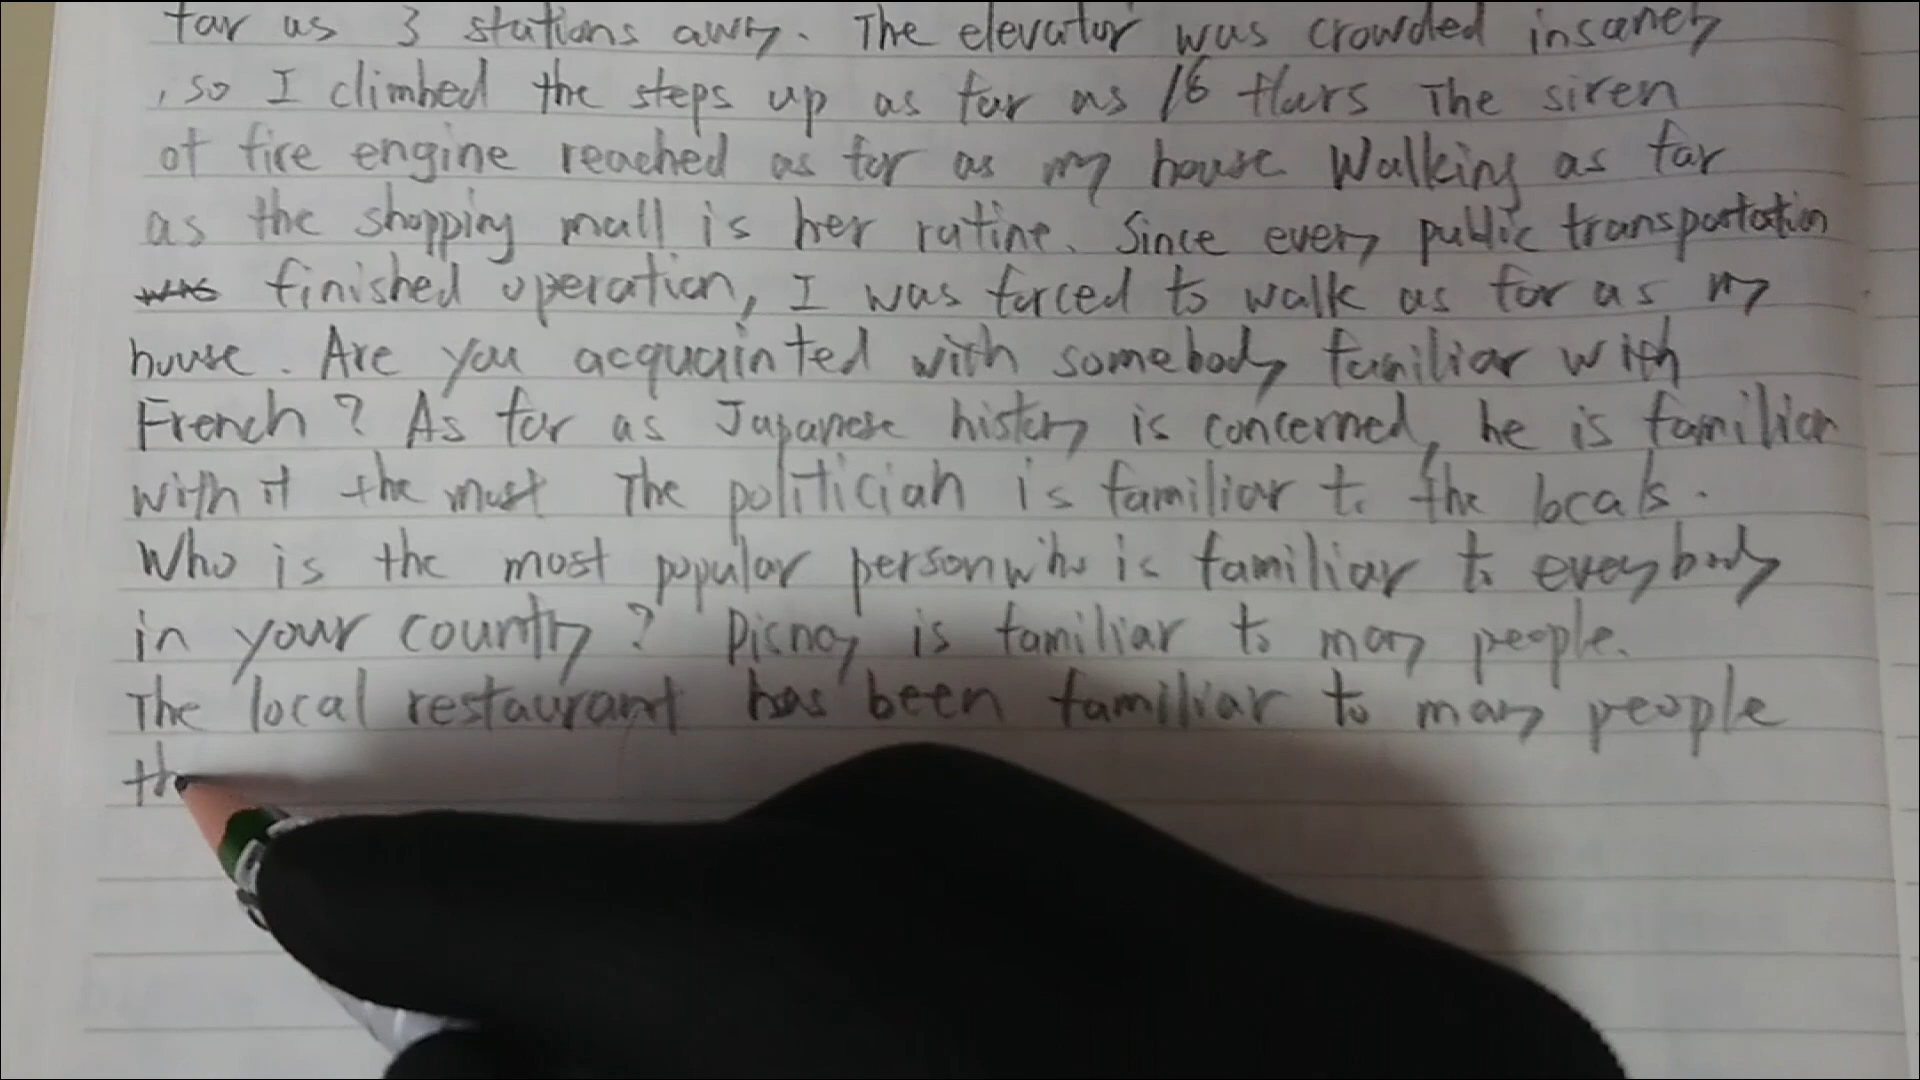 far as 3 stations away. The elevator was crowded insanely
, so I climbed the steps up as far as 16 floors The siren
of fire engine reached as far as my house Walking as far
as the shopping mall is her rutine. Since every public transportation
finished operation, I was forced to walk as far as my
house. Are you acquainted with somebody familiar with
French? As far as Japanese history is concerned, he is familiar
with it the most The politician is familiar to the locals.
Who is the most popular person who is familiar to everybody
in your country? Disney is familiar to many people.
The local restaurant has been familiar to many people
th